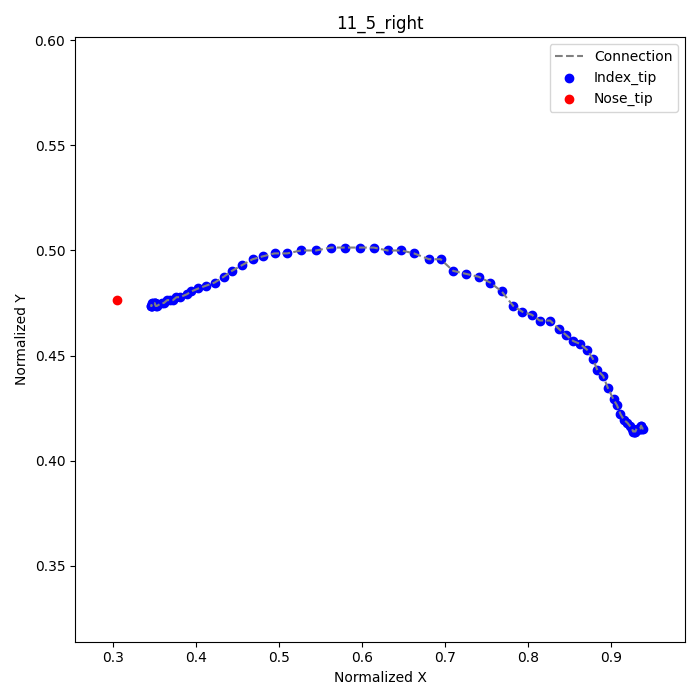 11_5_right
0.60
0.55
0.50
0.45
0.40
0.35
Normalized Y
0.3 0.4 0.5 0.6 0.7 0.8 0.9
Normalized X
Connection
Index_tip
Nose_tip